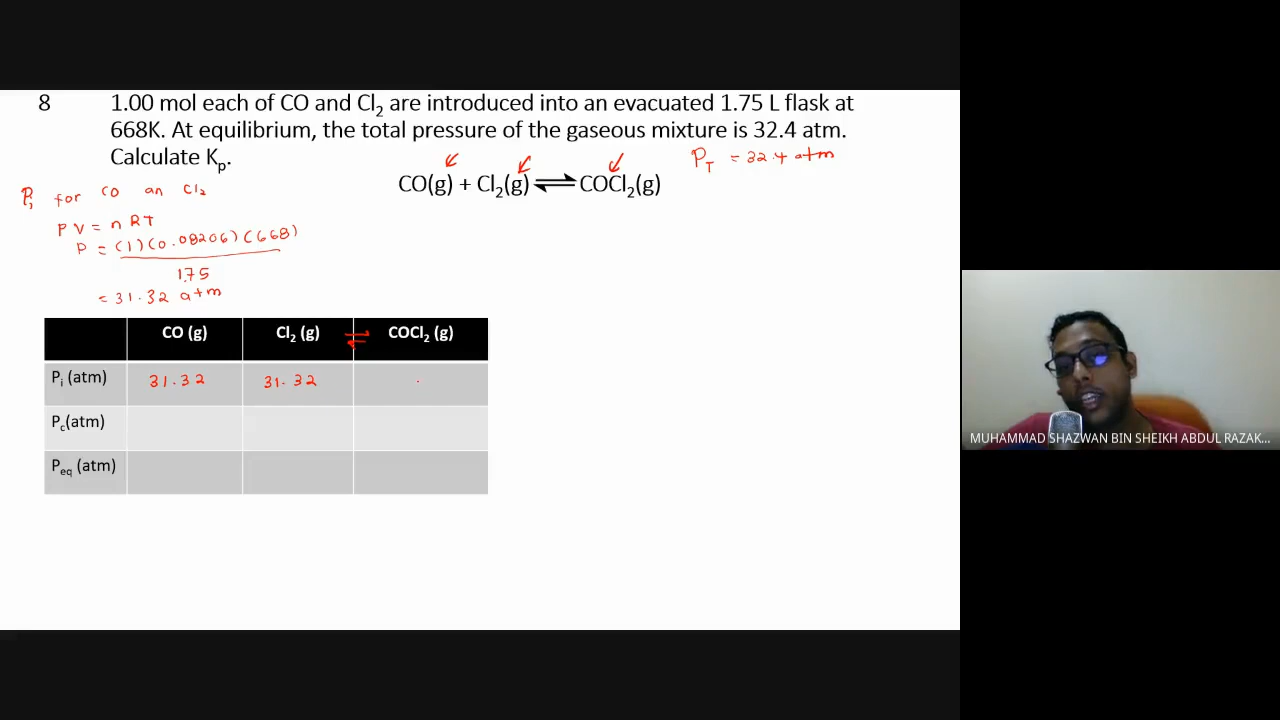 8 1.00 mol each of CO and Cl₂ are introduced into an evacuated 1.75 L flask at
668K. At equilibrium, the total pressure of the gaseous mixture is 32.4 atm.
Calculate Kₚ.
P_T = 32.4 atm
CO(g) + Cl₂(g) ⇌ COCl₂(g)
Pᵢ for CO an Cl₂
PV = nRT
P = (1)(0.08206)(668)
1.75
= 31.32 atm
CO (g) Cl₂ (g) ⇌ COCl₂ (g)
Pᵢ (atm) 31.32 31.32
P_c(atm)
P_eq (atm)
MUHAMMAD SHAZWAN BIN SHEIKH ABDUL RAZAK...